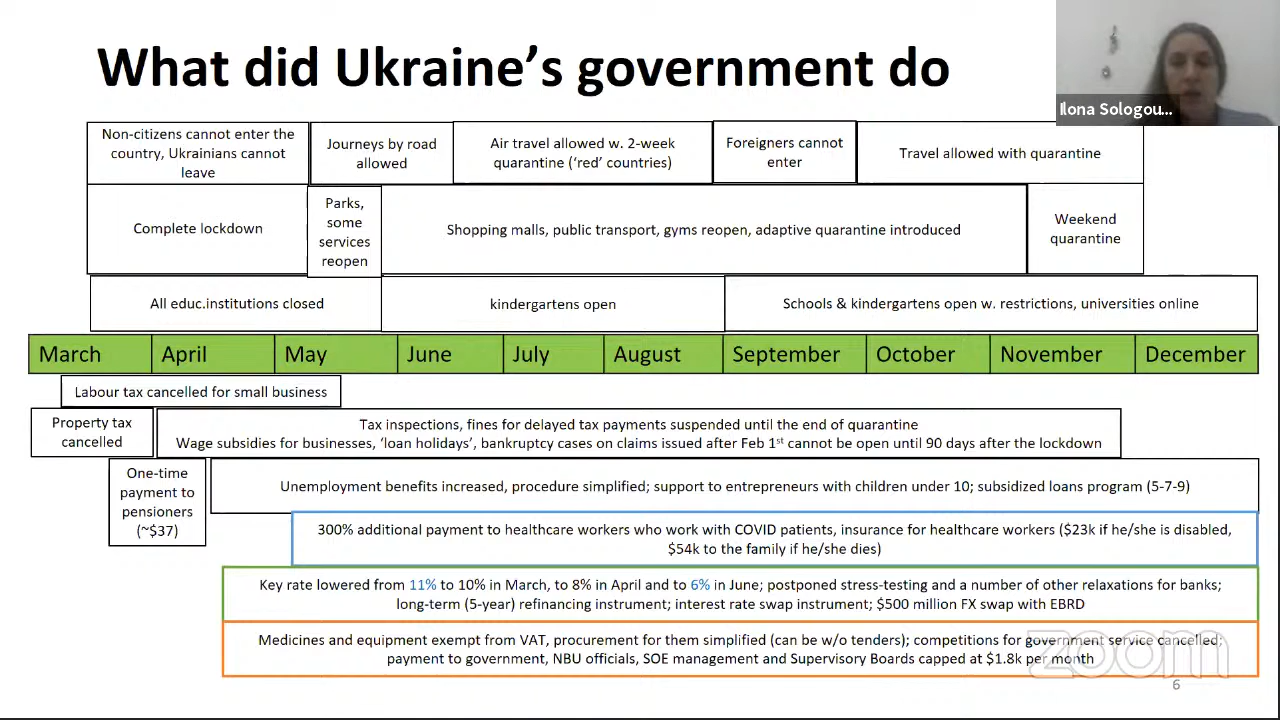 What did Ukraine's government do
Ilona Sologou...
Non-citizens cannot enter the
country, Ukrainians cannot
leave
Journeys by road
allowed
Air travel allowed w. 2-week
quarantine ('red' countries)
Foreigners cannot
enter
Travel allowed with quarantine
Complete lockdown
Parks,
some
services
reopen
Shopping malls, public transport, gyms reopen, adaptive quarantine introduced
Weekend
quarantine
All educ.institutions closed
kindergartens open
Schools & kindergartens open w. restrictions, universities online
March
April
May
June
July
August
September
October
November
December
Labour tax cancelled for small business
Property tax
cancelled
Tax inspections, fines for delayed tax payments suspended until the end of quarantine
Wage subsidies for businesses, 'loan holidays', bankruptcy cases on claims issued after Feb 1st cannot be open until 90 days after the lockdown
One-time
payment to
pensioners
(~$37)
Unemployment benefits increased, procedure simplified; support to entrepreneurs with children under 10; subsidized loans program (5-7-9)
300% additional payment to healthcare workers who work with COVID patients, insurance for healthcare workers ($23k if he/she is disabled,
$54k to the family if he/she dies)
Key rate lowered from 11% to 10% in March, to 8% in April and to 6% in June; postponed stress-testing and a number of other relaxations for banks;
long-term (5-year) refinancing instrument; interest rate swap instrument; $500 million FX swap with EBRD
Medicines and equipment exempt from VAT, procurement for them simplified (can be w/o tenders); competitions for government service cancelled;
payment to government, NBU officials, SOE management and Supervisory Boards capped at $1.8k per month
zoom
6